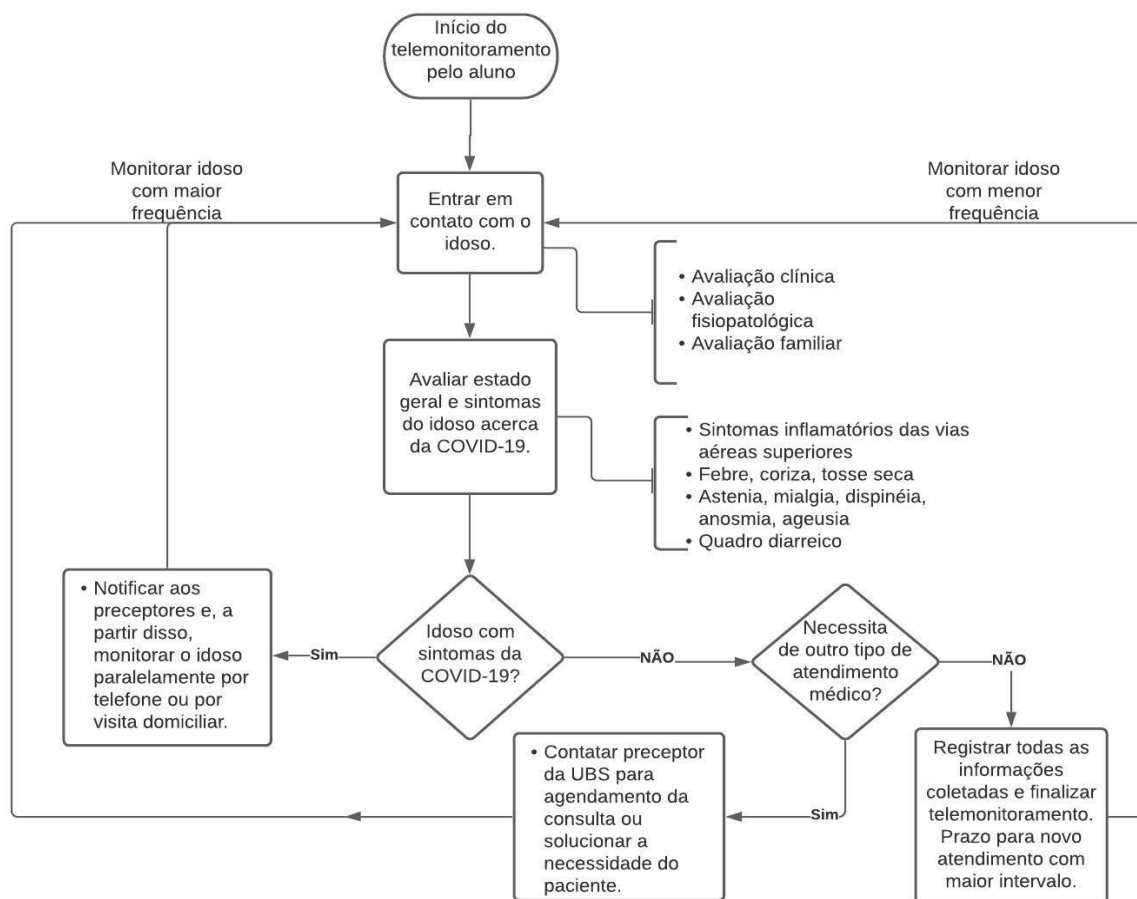 Início do
telemonitoramento
pelo aluno
Monitorar idoso
com maior
frequência
Monitorar idoso
com menor
frequência
Entrar em
contato com o
idoso.
• Avaliação clínica
• Avaliação
fisiopatológica
• Avaliação familiar
Avaliar estado
geral e sintomas
do idoso acerca
da COVID-19.
• Sintomas inflamatórios das vias
aéreas superiores
• Febre, coriza, tosse seca
• Astenia, mialgia, dispinéia,
anosmia, ageusia
• Quadro diarreico
• Notificar aos
preceptores e, a
partir disso,
monitorar o idoso
paralelamente por
telefone ou por
visita domiciliar.
Sim
Idoso com
sintomas da
COVID-19?
NÃO
Necessita
de outro tipo de
atendimento
médico?
NÃO
• Contatar preceptor
da UBS para
agendamento da
consulta ou
solucionar a
necessidade do
paciente.
Sim
Registrar todas as
informações
coletadas e finalizar
telemonitoramento.
Prazo para novo
atendimento com
maior intervalo.